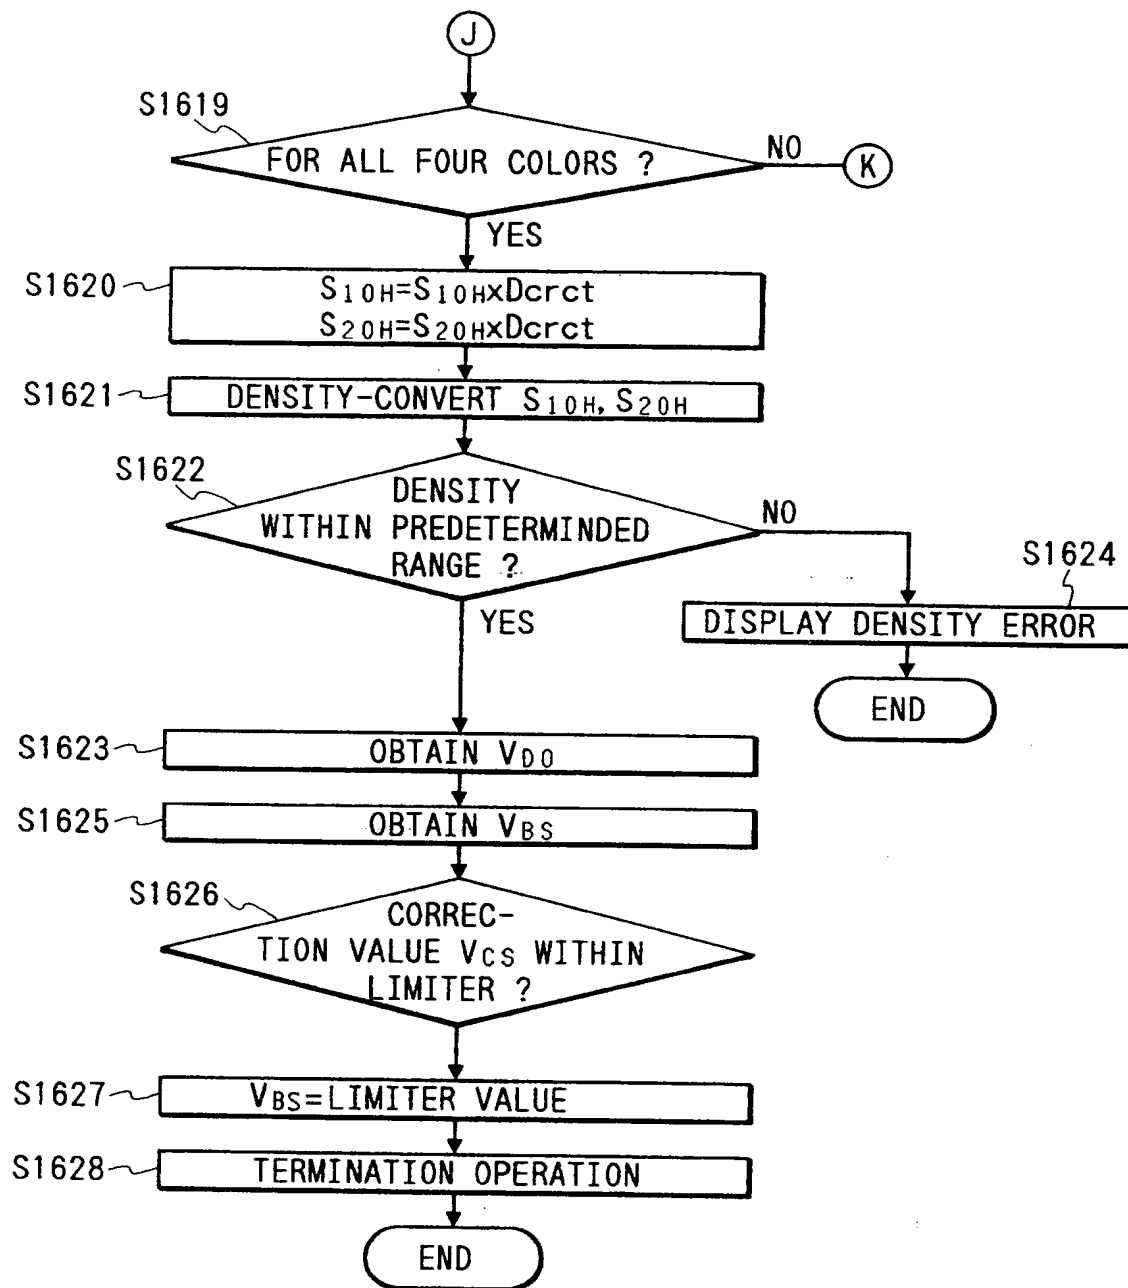 J
S1619
FOR ALL FOUR COLORS ?
NO
K
YES
S1620
S10H=S10HxDcrct
S20H=S20HxDcrct
S1621
DENSITY-CONVERT S10H, S20H
S1622
DENSITY
WITHIN PREDETERMINDED
RANGE ?
NO
YES
S1624
DISPLAY DENSITY ERROR
END
S1623
OBTAIN VDO
S1625
OBTAIN VBS
S1626
CORREC-
TION VALUE VCS WITHIN
LIMITER ?
S1627
VBS=LIMITER VALUE
S1628
TERMINATION OPERATION
END